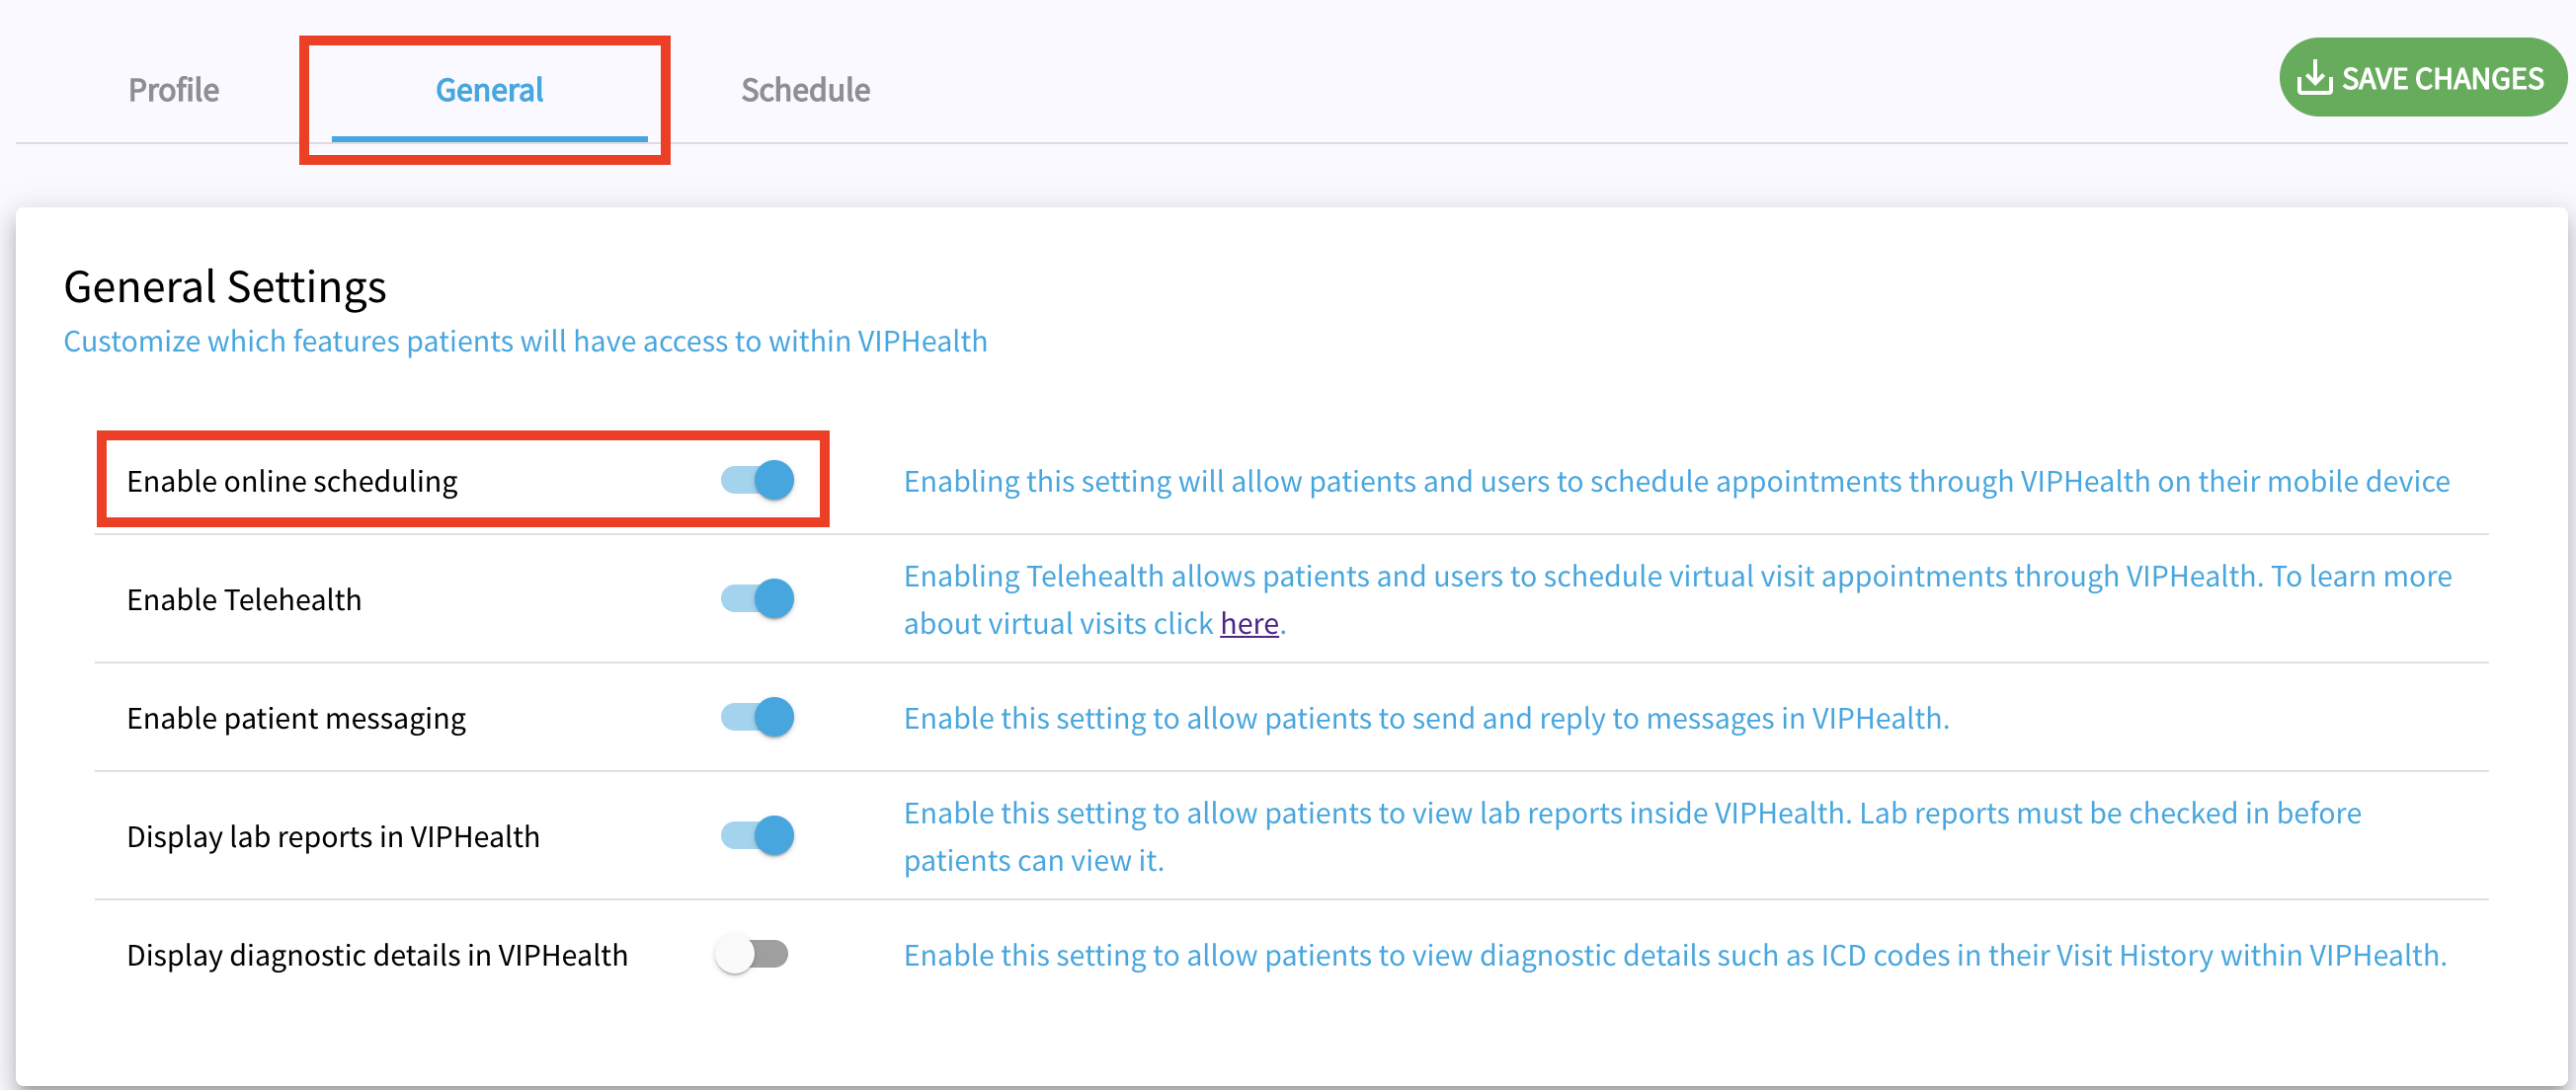 Profile
General
Schedule
SAVE CHANGES
General Settings
Customize which features patients will have access to within VIPHealth
Enable online scheduling
Enabling this setting will allow patients and users to schedule appointments through VIPHealth on their mobile device
Enable Telehealth
Enabling Telehealth allows patients and users to schedule virtual visit appointments through VIPHealth. To learn more
about virtual visits click here.
Enable patient messaging
Enable this setting to allow patients to send and reply to messages in VIPHealth.
Display lab reports in VIPHealth
Enable this setting to allow patients to view lab reports inside VIPHealth. Lab reports must be checked in before
patients can view it.
Display diagnostic details in VIPHealth
Enable this setting to allow patients to view diagnostic details such as ICD codes in their Visit History within VIPHealth.